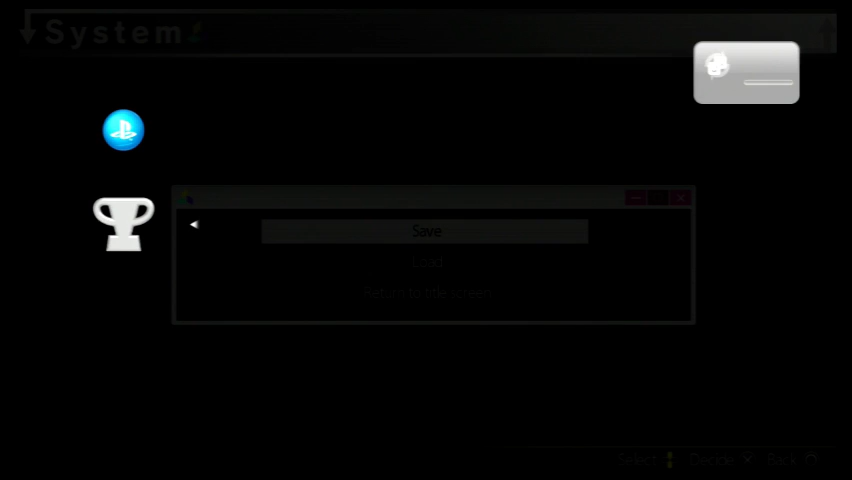 System
Save
Load
Return to title screen
Select Decide Back